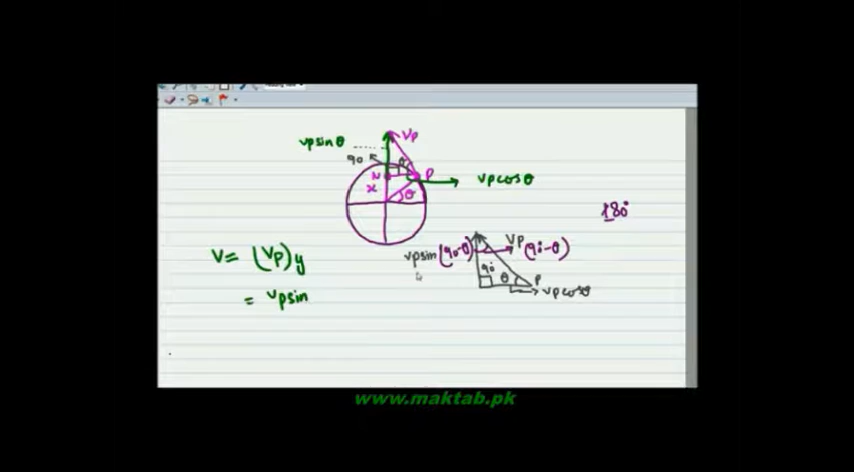 vp
vpsinθ
90
θ
N
P
vpcosθ
x
θ
180°
vpsin(90-θ)
vp (90-θ)
V= (Vp)y
90
θ
P
vpcosθ
= vpsin
www.maktab.pk